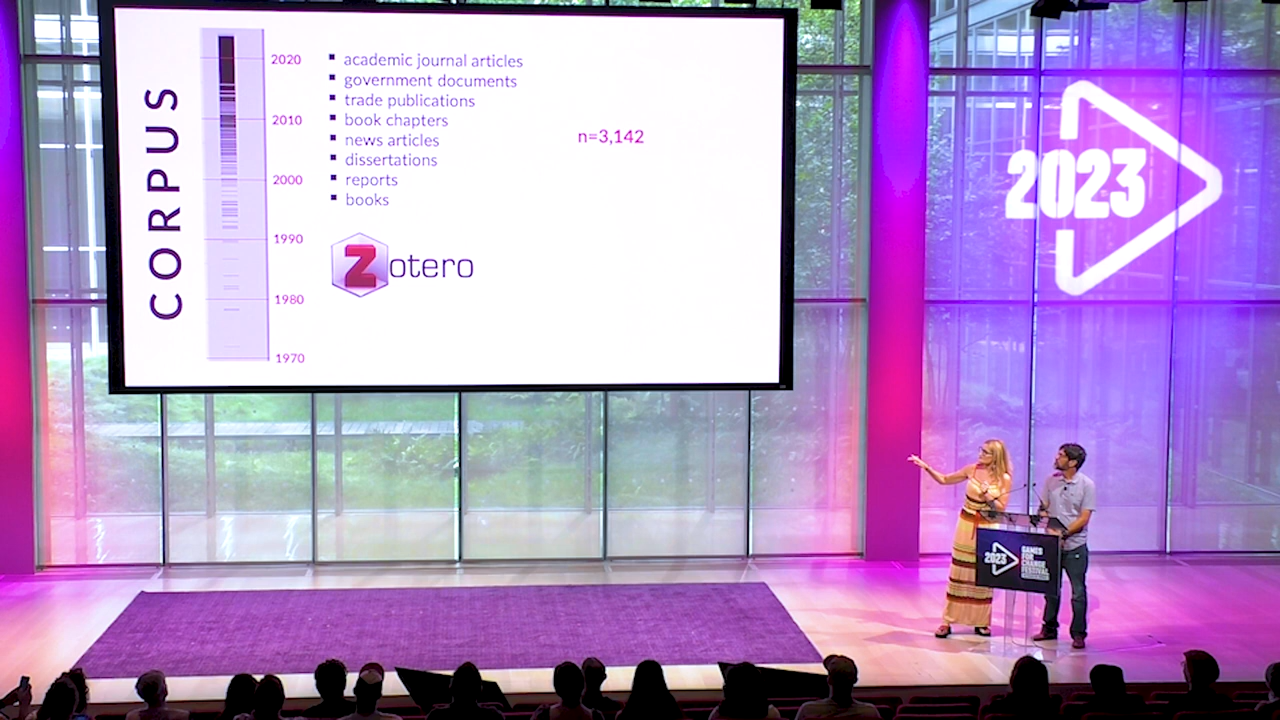 CORPUS
2020
2010
2000
1990
1980
1970
academic journal articles
government documents
trade publications
book chapters
news articles
dissertations
reports
books
n=3,142
Zotero
2023
2023
GAMES
FOR
CHANGE
FESTIVAL